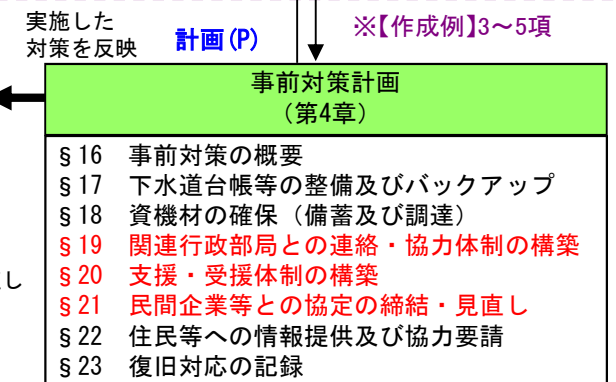 実施した
対策を反映
計画(P)
※【作成例】3～5項
事前対策計画
（第4章）
§16　事前対策の概要
§17　下水道台帳等の整備及びバックアップ
§18　資機材の確保（備蓄及び調達）
§19　関連行政部局との連絡・協力体制の構築
§20　支援・受援体制の構築
§21　民間企業等との協定の締結・見直し
§22　住民等への情報提供及び協力要請
§23　復旧対応の記録
し